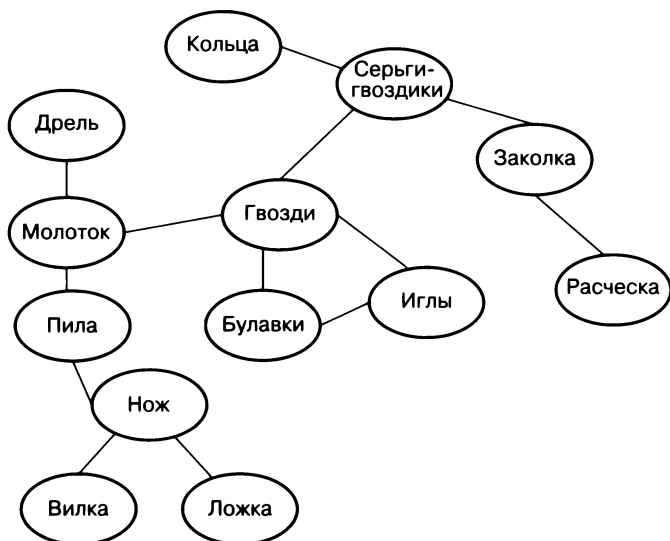 Кольца
Серьги-
гвоздики
Дрель
Заколка
Гвозди
Молоток
Расческа
Иглы
Пила
Булавки
Нож
Вилка
Ложка